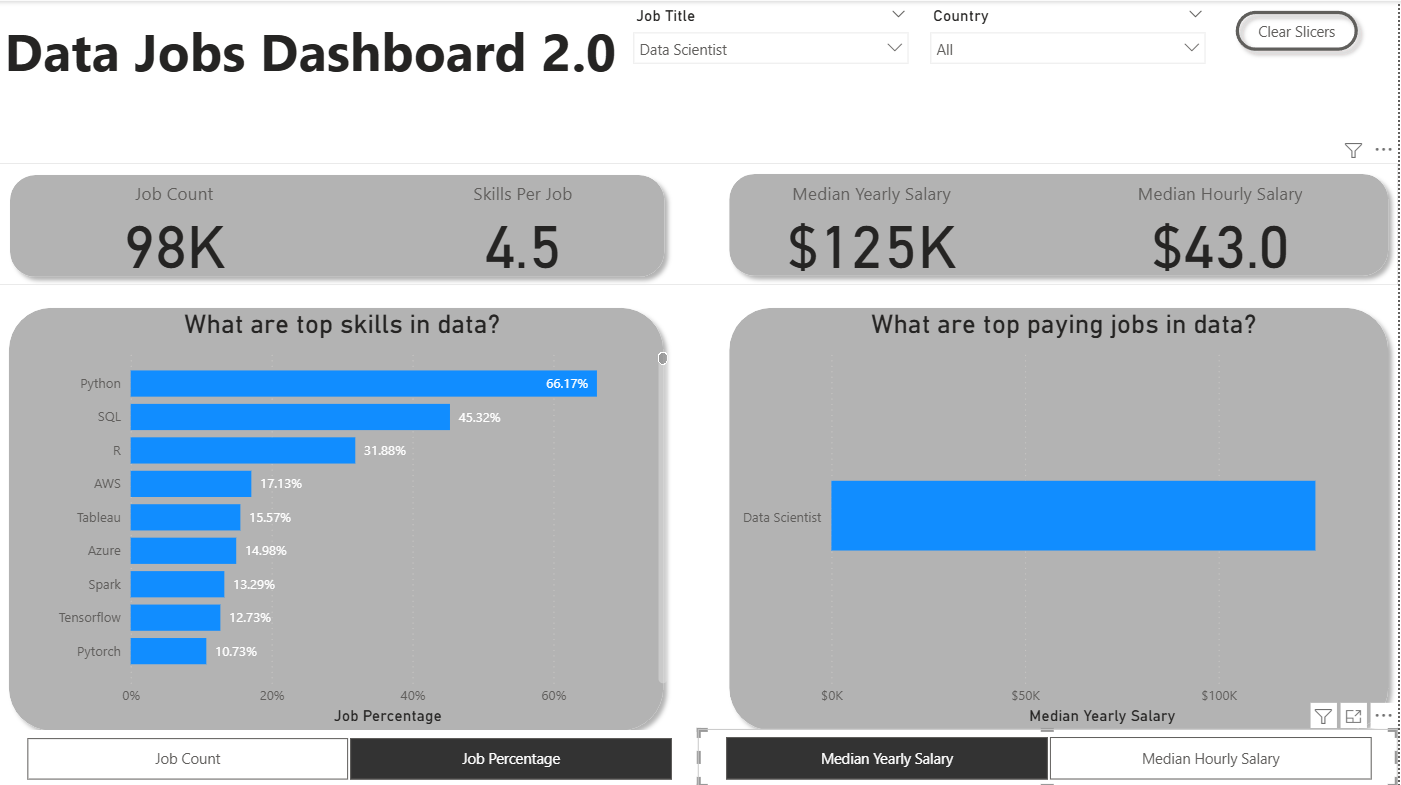 Data Jobs Dashboard 2.0
Job Title
Data Scientist
Country
All
Clear Slicers
Job Count
98K
Skills Per Job
4.5
Median Yearly Salary
$125K
Median Hourly Salary
$43.0
What are top skills in data?
Python 66.17%
SQL 45.32%
R 31.88%
AWS 17.13%
Tableau 15.57%
Azure 14.98%
Spark 13.29%
Tensorflow 12.73%
Pytorch 10.73%
0% 20% 40% 60%
Job Percentage
Job Count
Job Percentage
What are top paying jobs in data?
Data Scientist
$0K $50K $100K
Median Yearly Salary
Median Yearly Salary
Median Hourly Salary